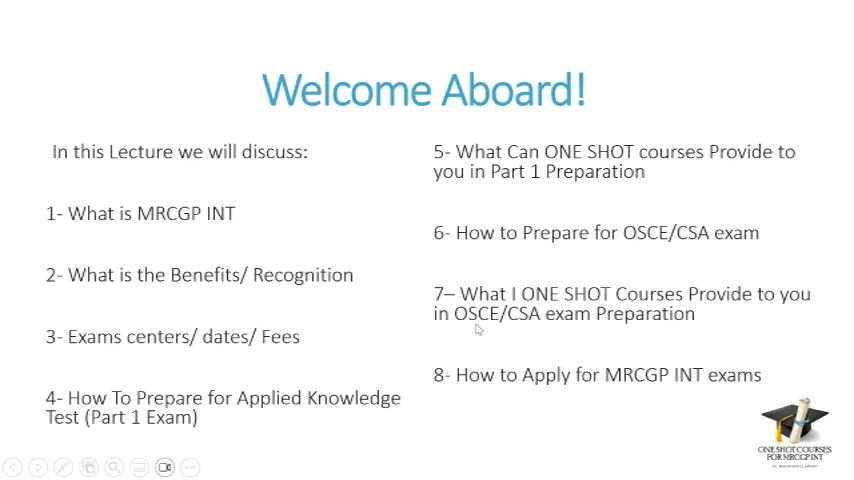 Welcome Aboard!
In this Lecture we will discuss:
1- What is MRCGP INT
2- What is the Benefits/ Recognition
3- Exams centers/ dates/ Fees
4- How To Prepare for Applied Knowledge
Test (Part 1 Exam)
5- What Can ONE SHOT courses Provide to
you in Part 1 Preparation
6- How to Prepare for OSCE/CSA exam
7– What I ONE SHOT Courses Provide to you
in OSCE/CSA exam Preparation
8- How to Apply for MRCGP INT exams
ONE SHOT COURSES
FOR MRCGP INT